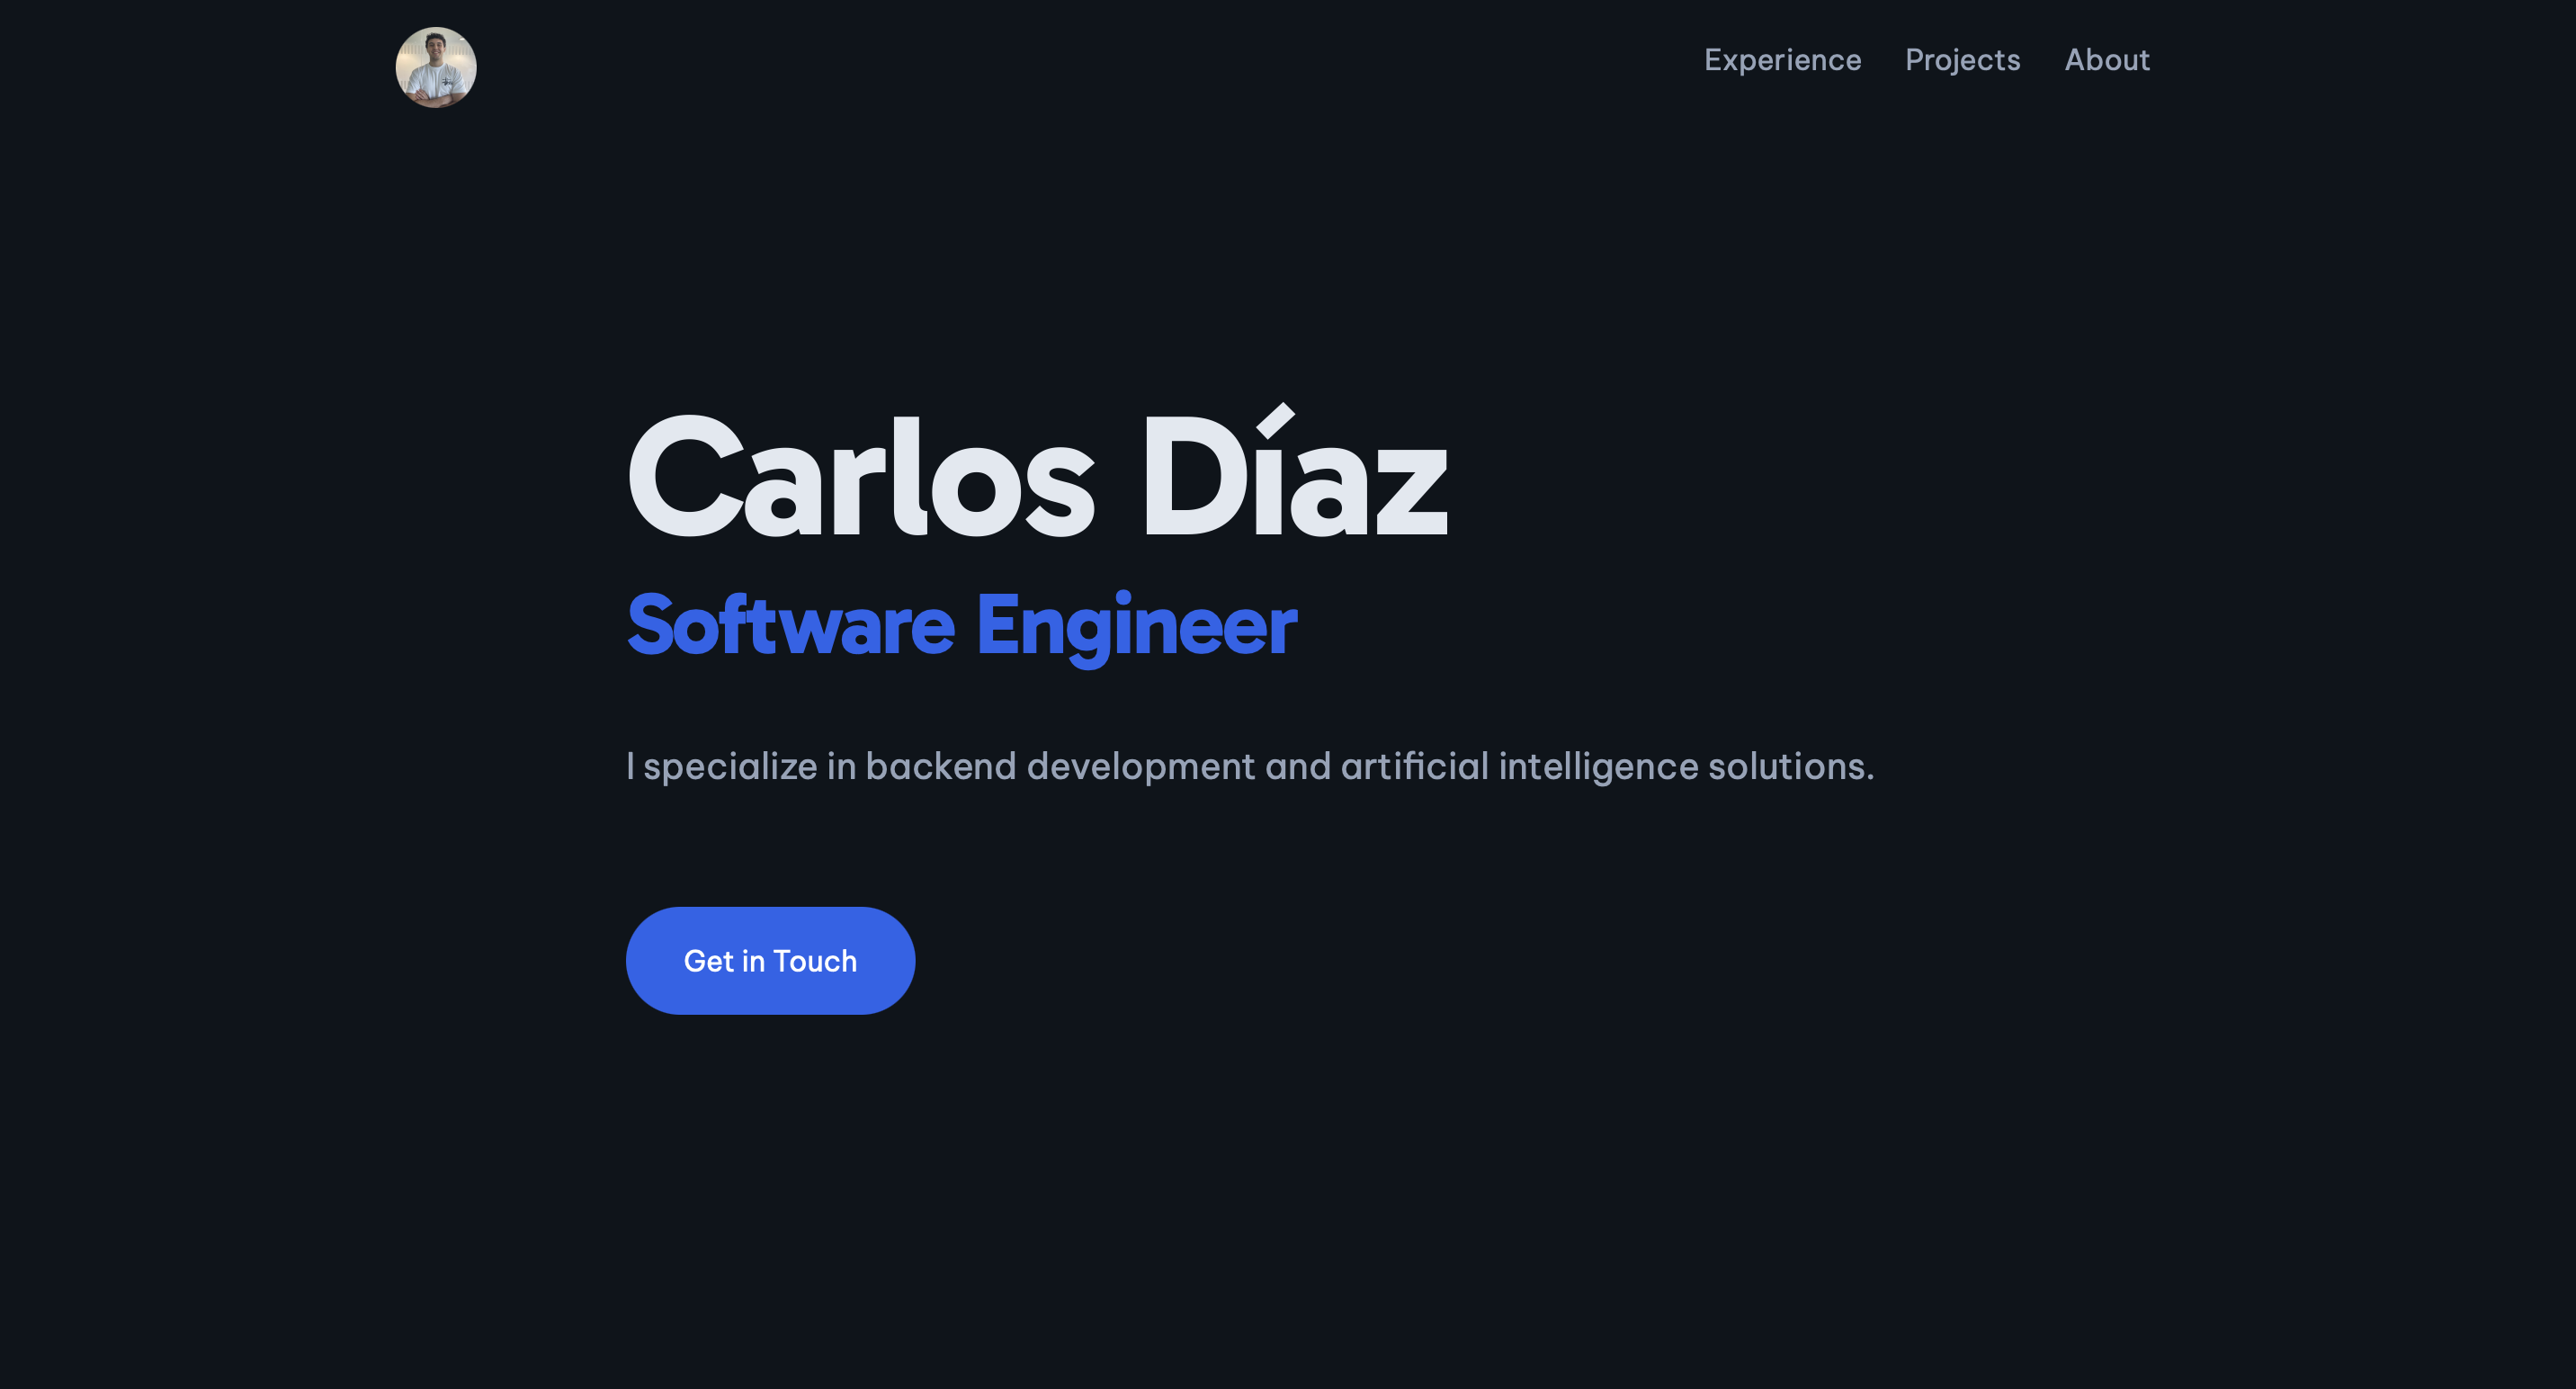 Experience Projects About
Carlos Díaz
Software Engineer
I specialize in backend development and artificial intelligence solutions.
Get in Touch